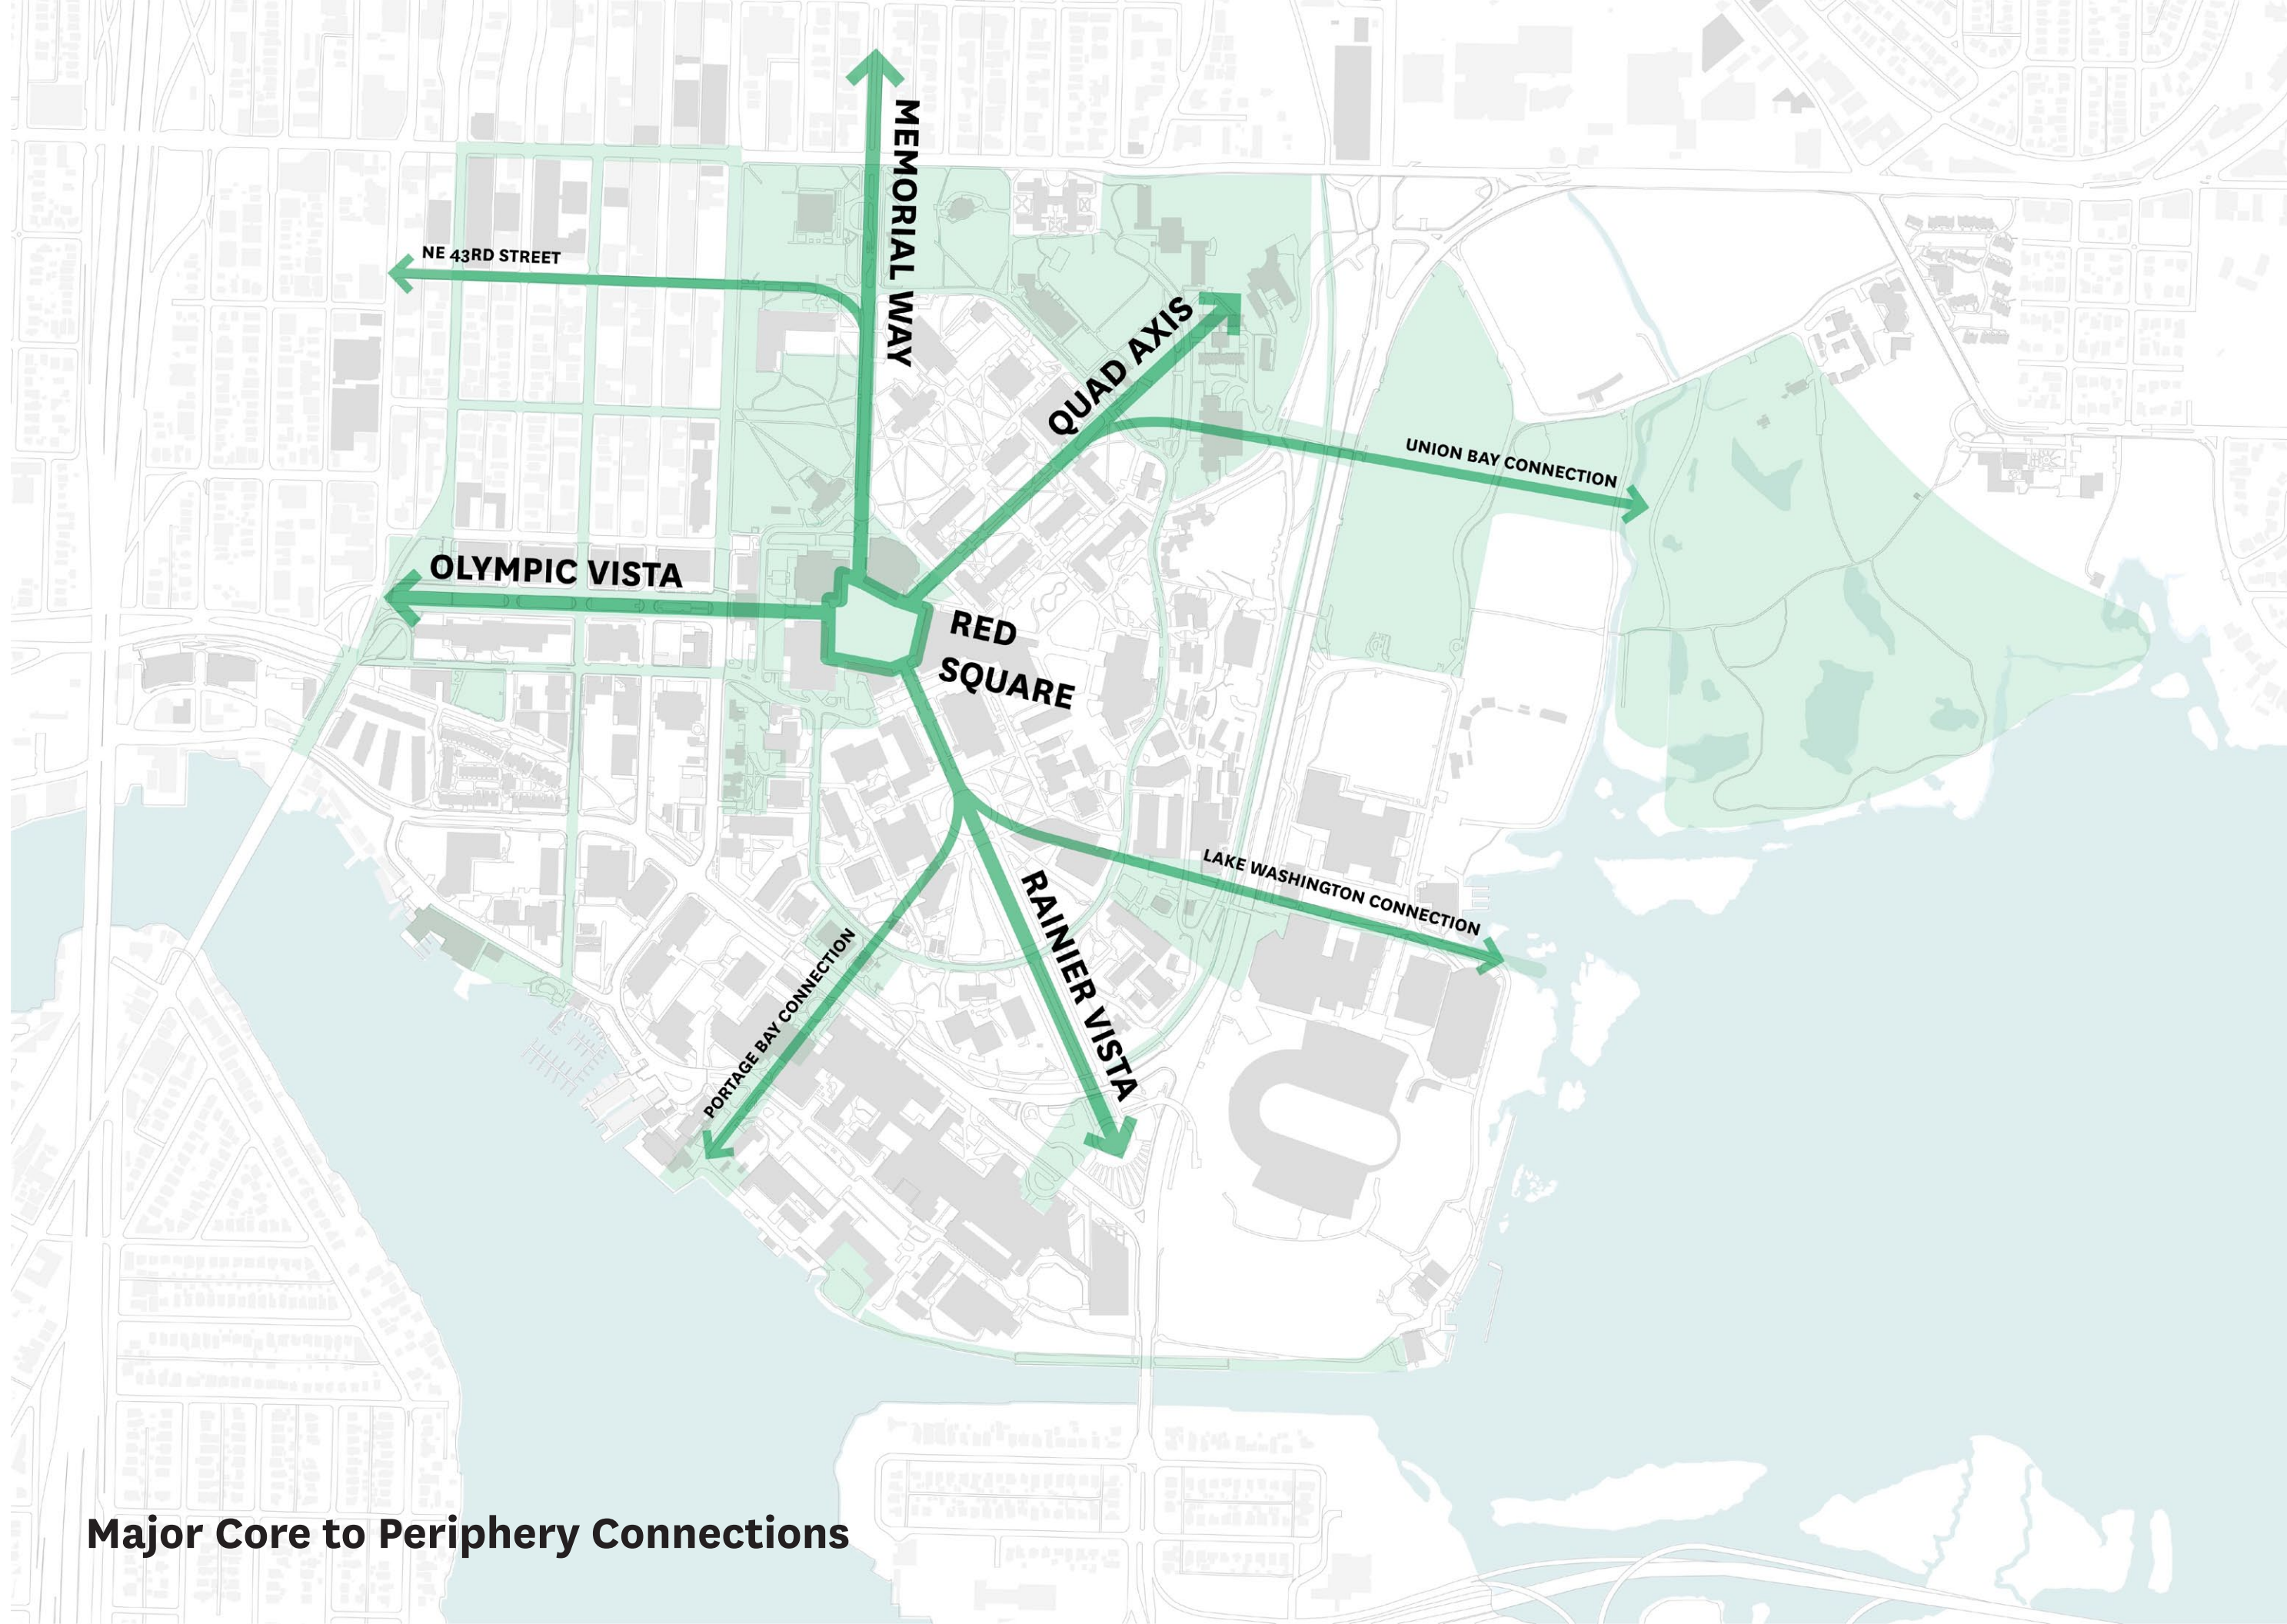 MEMORIAL WAY
NE 43RD STREET
QUAD AXIS
UNION BAY CONNECTION
OLYMPIC VISTA
RED
SQUARE
LAKE WASHINGTON CONNECTION
RAINIER VISTA
PORTAGE BAY CONNECTION
Major Core to Periphery Connections